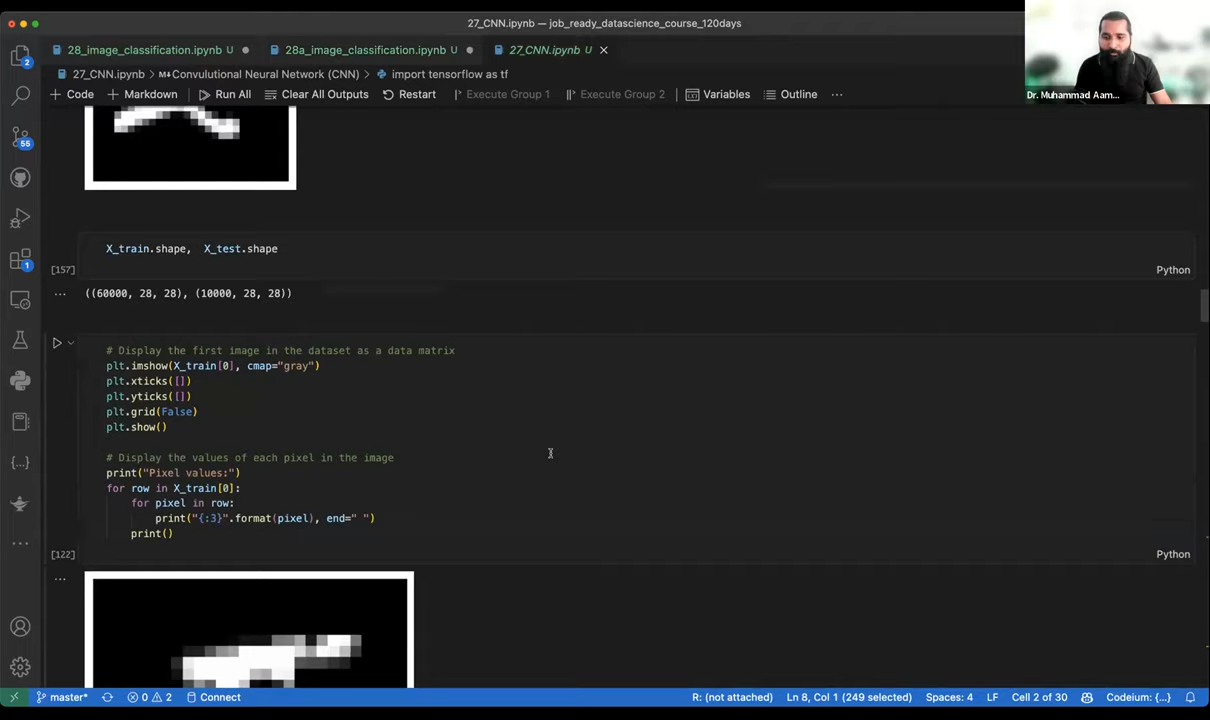 27_CNN.ipynb — job_ready_datascience_course_120days
28_image_classification.ipynb U
28a_image_classification.ipynb U
27_CNN.ipynb U
27_CNN.ipynb > M↓Convulutional Neural Network (CNN) > import tensorflow as tf
+ Code + Markdown Run All Clear All Outputs Restart Execute Group 1 Execute Group 2 Variables Outline ...
Dr. Muhammad Aam...
2
55
1
X_train.shape, X_test.shape
[157]
Python
... ((60000, 28, 28), (10000, 28, 28))
# Display the first image in the dataset as a data matrix
plt.imshow(X_train[0], cmap="gray")
plt.xticks([])
plt.yticks([])
plt.grid(False)
plt.show()
# Display the values of each pixel in the image
print("Pixel values:")
for row in X_train[0]:
for pixel in row:
print("{:3}".format(pixel), end=" ")
print()
[122]
Python
...
master* 0 2 Connect R: (not attached) Ln 8, Col 1 (249 selected) Spaces: 4 LF Cell 2 of 30 Codeium: {...}